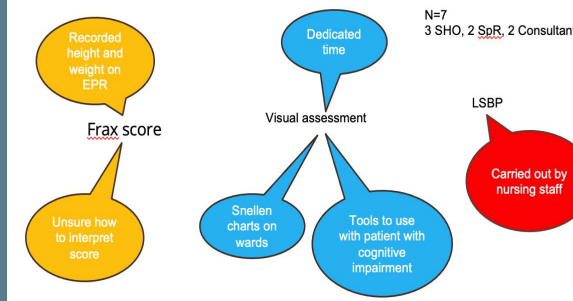 N=7
3 SHO, 2 SpR, 2 Consultant
Recorded
height and
weight on
EPR
Frax score
Unsure how
to interpret
score
Dedicated
time
Visual assessment
Snellen
charts on
wards
Tools to use
with patient with
cognitive
impairment
LSBP
Carried out by
nursing staff